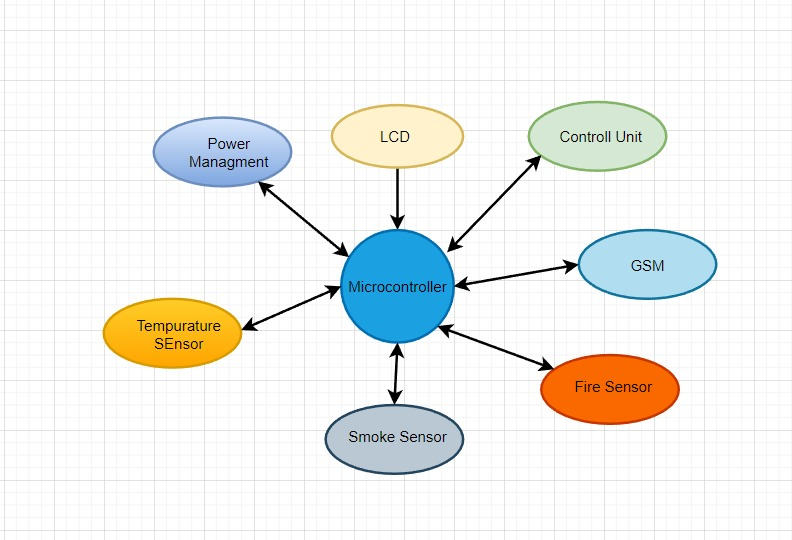 Power
Managment
LCD
Controll Unit
GSM
Microcontroller
Tempurature
SEnsor
Fire Sensor
Smoke Sensor